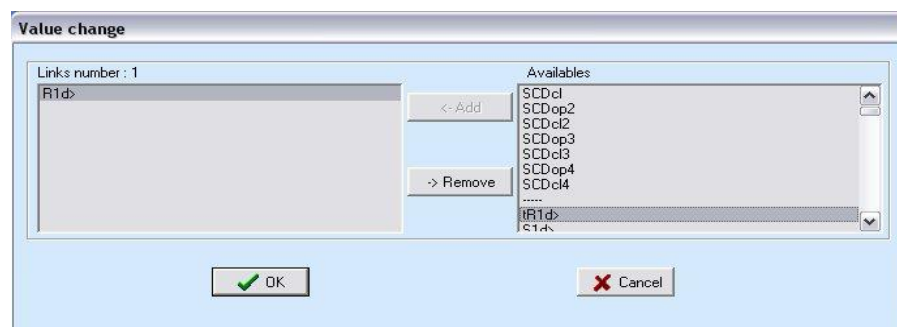 Value change
Links number : 1
R1d>
<- Add
-> Remove
Availables
SCDcl
SCDop2
SCDcl2
SCDop3
SCDcl3
SCDop4
SCDcl4
-----
tR1d>
S1d>
OK
Cancel